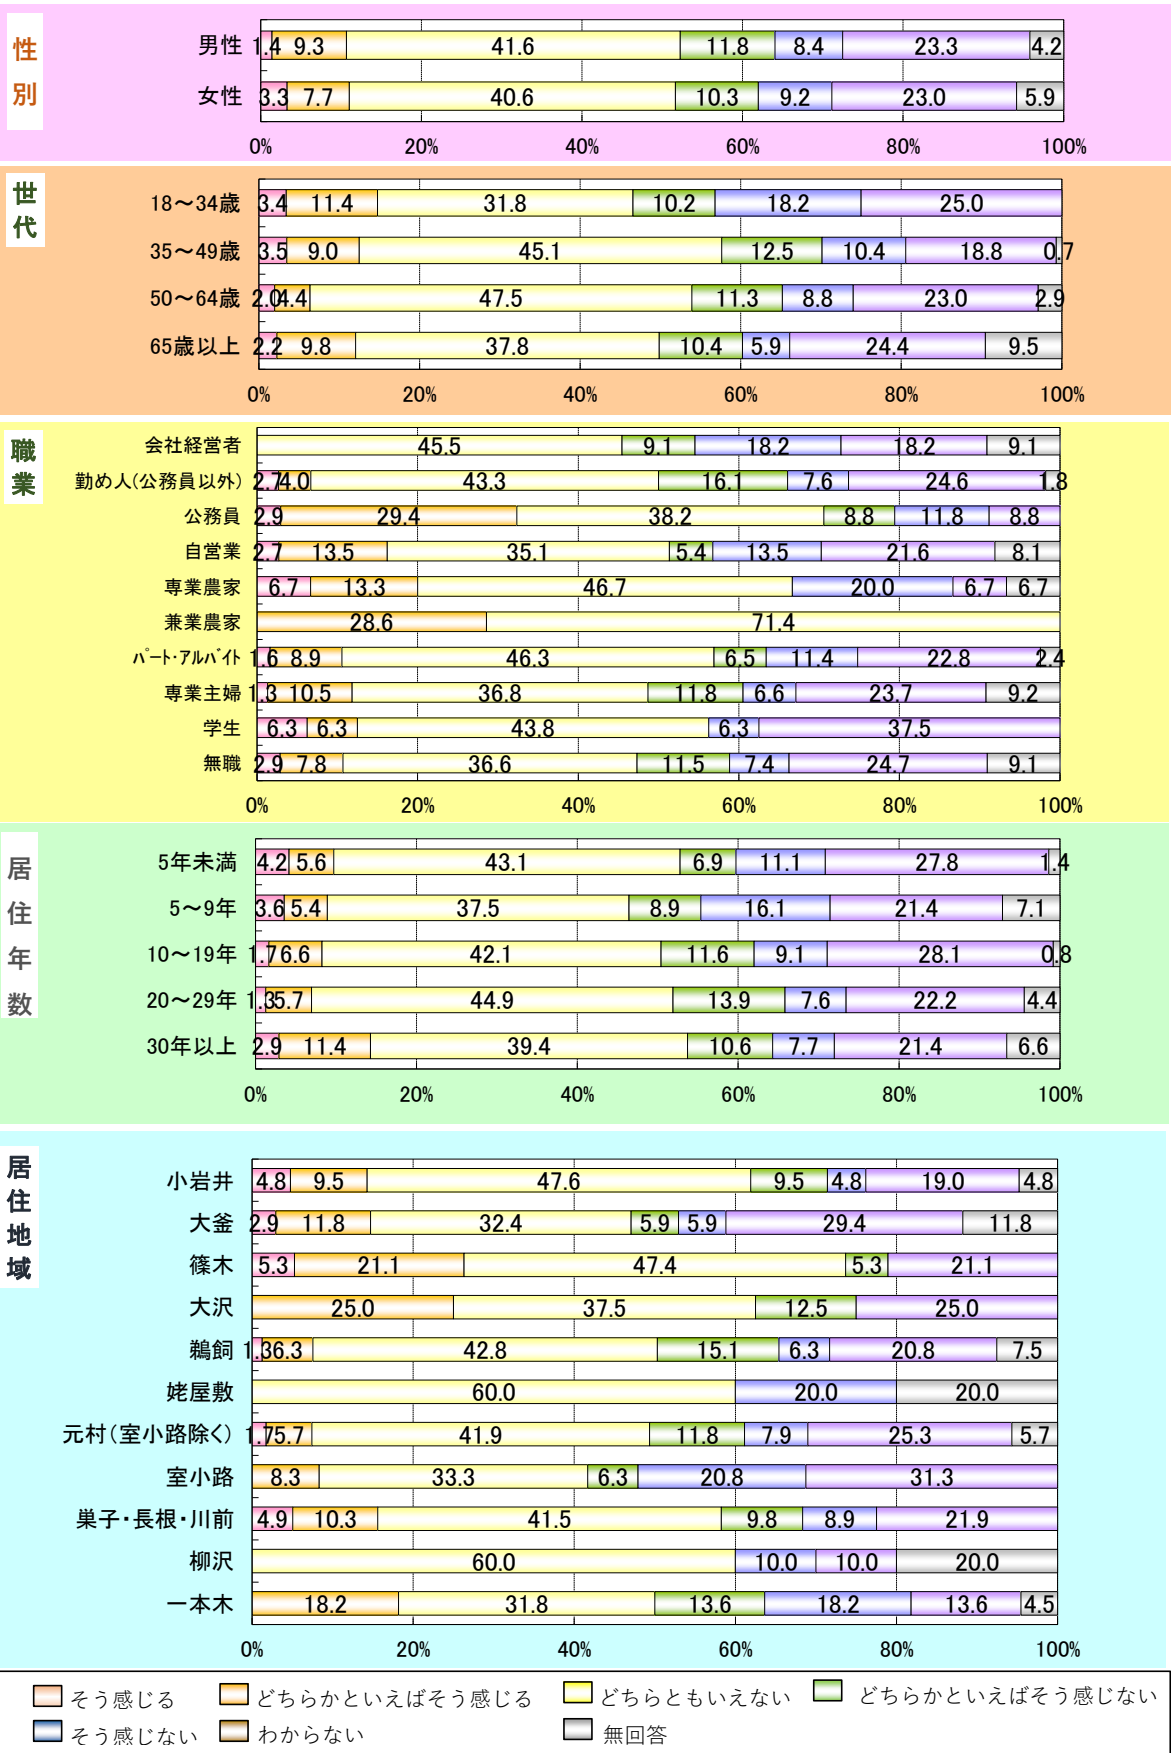 性別
男性 1.4 9.3 41.6 11.8 8.4 23.3 4.2
女性 3.3 7.7 40.6 10.3 9.2 23.0 5.9
0% 20% 40% 60% 80% 100%
世代
18～34歳 3.4 11.4 31.8 10.2 18.2 25.0
35～49歳 3.5 9.0 45.1 12.5 10.4 18.8 0.7
50～64歳 2.0 4.4 47.5 11.3 8.8 23.0 2.9
65歳以上 2.2 9.8 37.8 10.4 5.9 24.4 9.5
0% 20% 40% 60% 80% 100%
職業
会社経営者 45.5 9.1 18.2 18.2 9.1
勤め人(公務員以外) 2.7 4.0 43.3 16.1 7.6 24.6 1.8
公務員 2.9 29.4 38.2 8.8 11.8 8.8
自営業 2.7 13.5 35.1 5.4 13.5 21.6 8.1
専業農家 6.7 13.3 46.7 20.0 6.7 6.7
兼業農家 28.6 71.4
ﾊﾟｰﾄ･ｱﾙﾊﾞｲﾄ 1.6 8.9 46.3 6.5 11.4 22.8 2.4
専業主婦 1.3 10.5 36.8 11.8 6.6 23.7 9.2
学生 6.3 6.3 43.8 6.3 37.5
無職 2.9 7.8 36.6 11.5 7.4 24.7 9.1
0% 20% 40% 60% 80% 100%
居住年数
5年未満 4.2 5.6 43.1 6.9 11.1 27.8 1.4
5～9年 3.6 5.4 37.5 8.9 16.1 21.4 7.1
10～19年 1.7 6.6 42.1 11.6 9.1 28.1 0.8
20～29年 1.3 5.7 44.9 13.9 7.6 22.2 4.4
30年以上 2.9 11.4 39.4 10.6 7.7 21.4 6.6
0% 20% 40% 60% 80% 100%
居住地域
小岩井 4.8 9.5 47.6 9.5 4.8 19.0 4.8
大釜 2.9 11.8 32.4 5.9 5.9 29.4 11.8
篠木 5.3 21.1 47.4 5.3 21.1
大沢 25.0 37.5 12.5 25.0
鵜飼 1.3 6.3 42.8 15.1 6.3 20.8 7.5
姥屋敷 60.0 20.0 20.0
元村(室小路除く) 1.7 5.7 41.9 11.8 7.9 25.3 5.7
室小路 8.3 33.3 6.3 20.8 31.3
巣子・長根・川前 4.9 10.3 41.5 9.8 8.9 21.9
柳沢 60.0 10.0 10.0 20.0
一本木 18.2 31.8 13.6 18.2 13.6 4.5
0% 20% 40% 60% 80% 100%
そう感じる どちらかといえばそう感じる どちらともいえない どちらかといえばそう感じない
そう感じない わからない 無回答